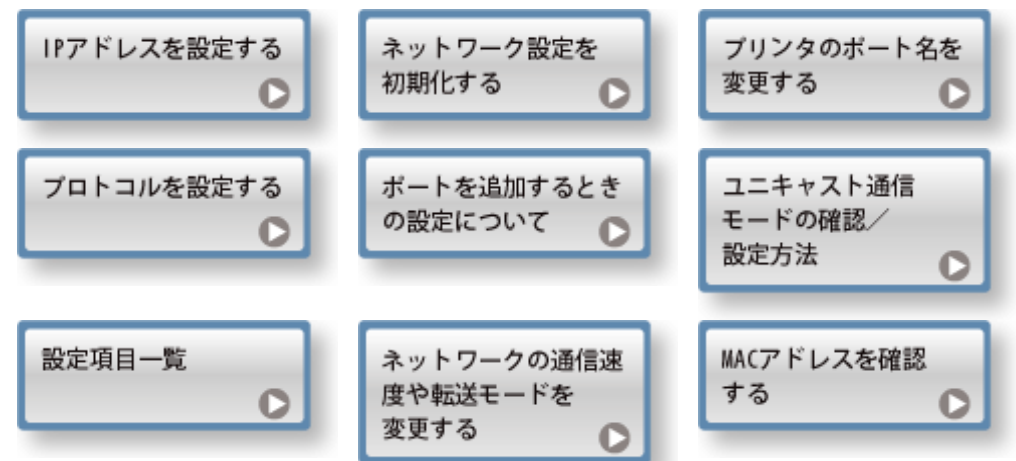 IPアドレスを設定する
ネットワーク設定を
初期化する
プリンタのポート名を
変更する
プロトコルを設定する
ポートを追加するとき
の設定について
ユニキャスト通信
モードの確認／
設定方法
設定項目一覧
ネットワークの通信速
度や転送モードを
変更する
MACアドレスを確認
する